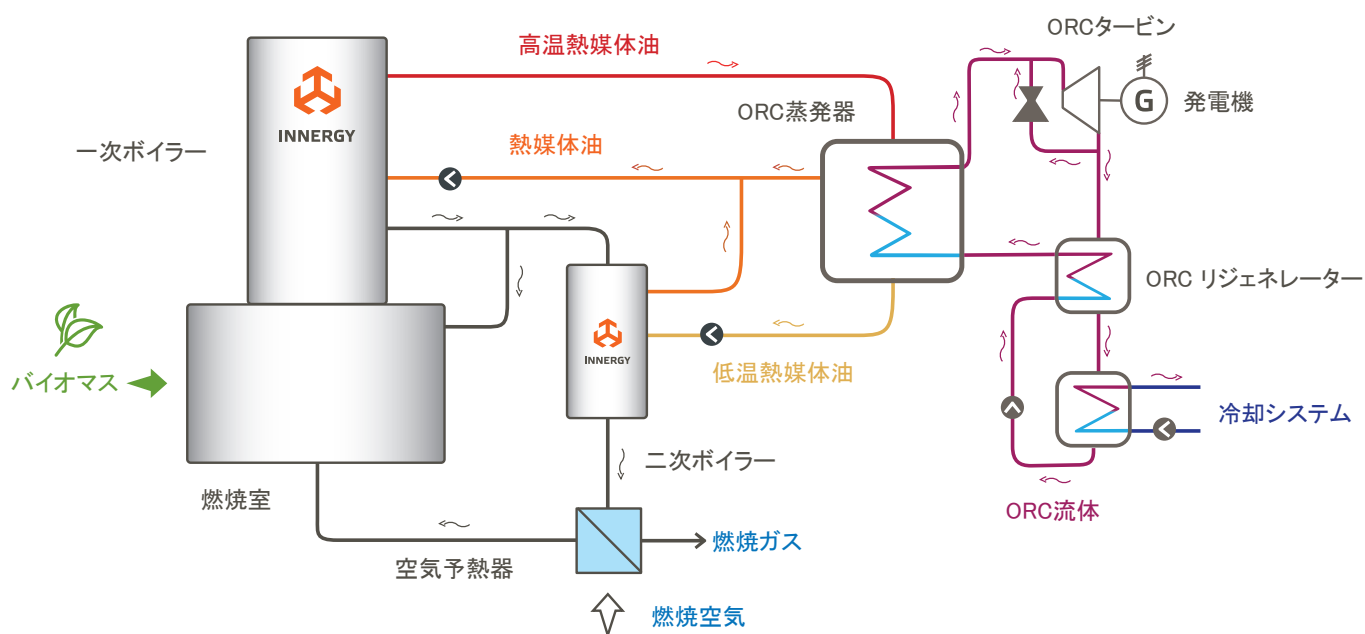 ORCタービン
高温熱媒体油
INNERGY
G
発電機
ORC蒸発器
一次ボイラー
熱媒体油
ORC リジェネレーター
INNERGY
バイオマス
低温熱媒体油
冷却システム
二次ボイラー
燃焼室
ORC流体
燃焼ガス
空気予熱器
燃焼空気